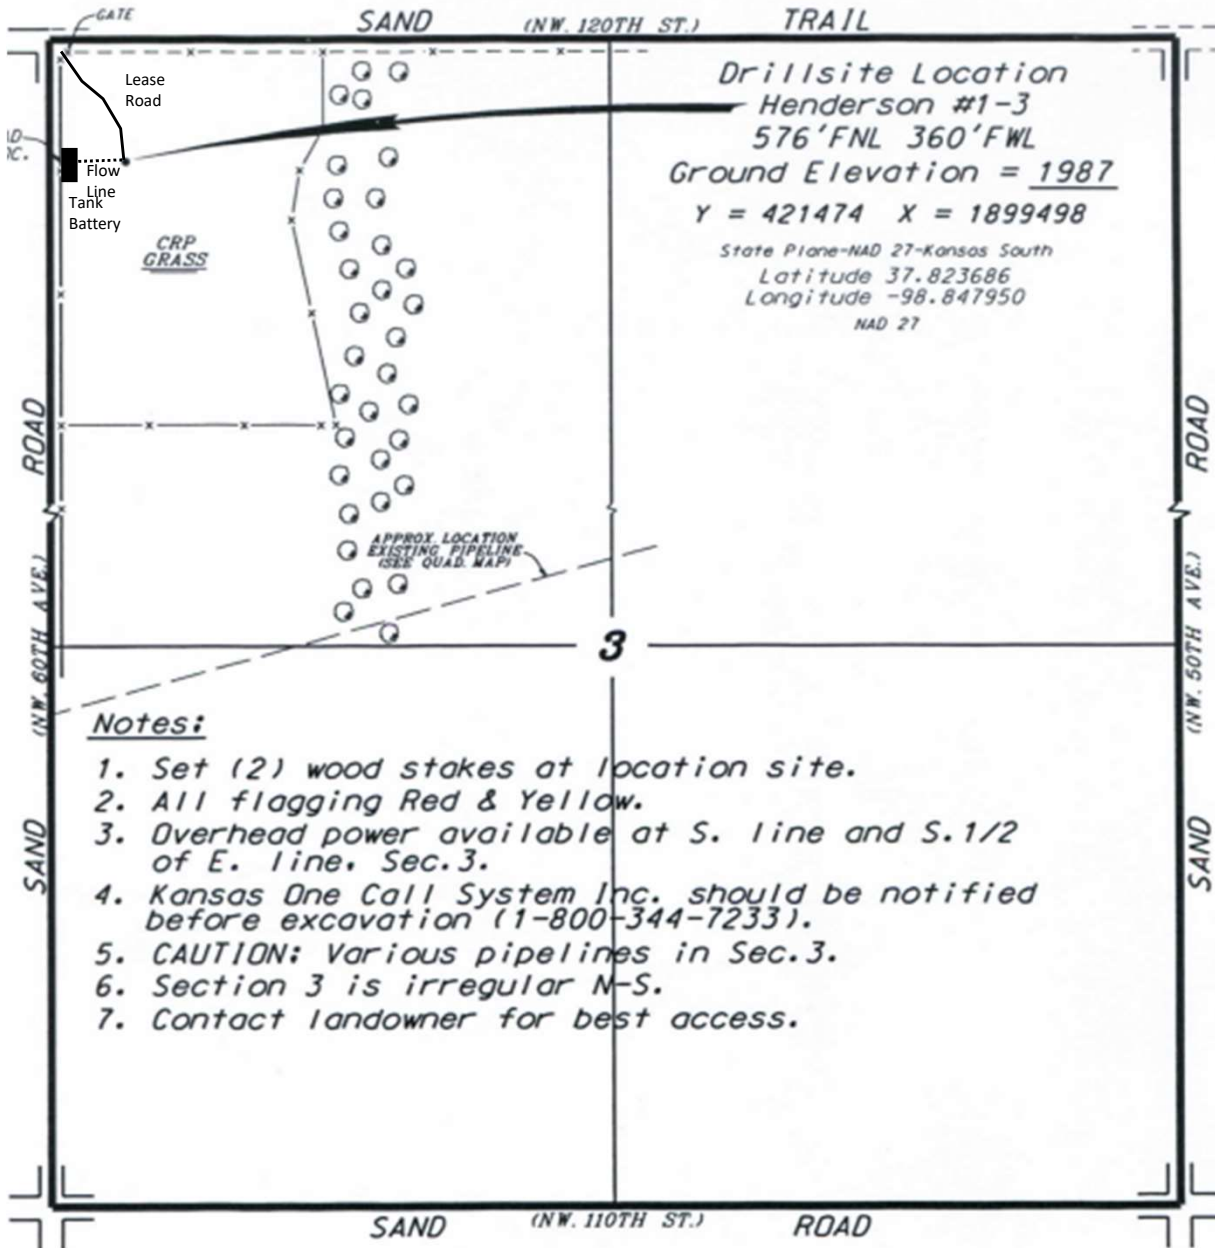 GATE
SAND (NW. 120TH ST.) TRAIL
Lease
Road
Drillsite Location
Henderson #1-3
576'FNL 360'FWL
Ground Elevation = 1987
Y = 421474 X = 1899498
State Plane-NAD 27-Kansas South
Latitude 37.823686
Longitude -98.847950
NAD 27
Flow
Line
Tank
Battery
CRP
GRASS
ROAD
(NW. 60TH AVE.)
SAND
ROAD
(NW. 50TH AVE.)
SAND
APPROX. LOCATION
EXISTING PIPELINE
(SEE QUAD. MAP)
3
Notes:
1. Set (2) wood stakes at location site.
2. All flagging Red & Yellow.
3. Overhead power available at S. line and S.1/2
of E. line. Sec.3.
4. Kansas One Call System Inc. should be notified
before excavation (1-800-344-7233).
5. CAUTION: Various pipelines in Sec.3.
6. Section 3 is irregular N-S.
7. Contact landowner for best access.
SAND (NW. 110TH ST.) ROAD